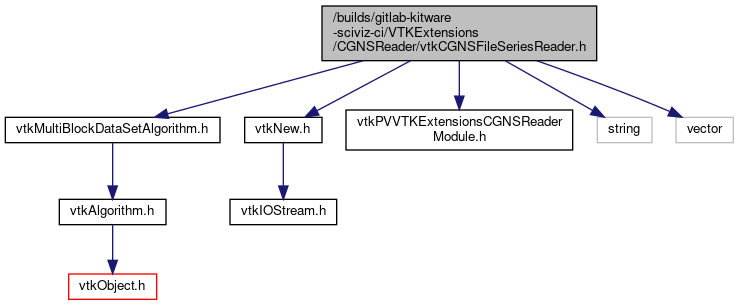 /builds/gitlab-kitware
-sciviz-ci/VTKExtensions
/CGNSReader/vtkCGNSFileSeriesReader.h
vtkMultiBlockDataSetAlgorithm.h
vtkNew.h
vtkPVVTKExtensionsCGNSReader
Module.h
string
vector
vtkAlgorithm.h
vtkIOStream.h
vtkObject.h